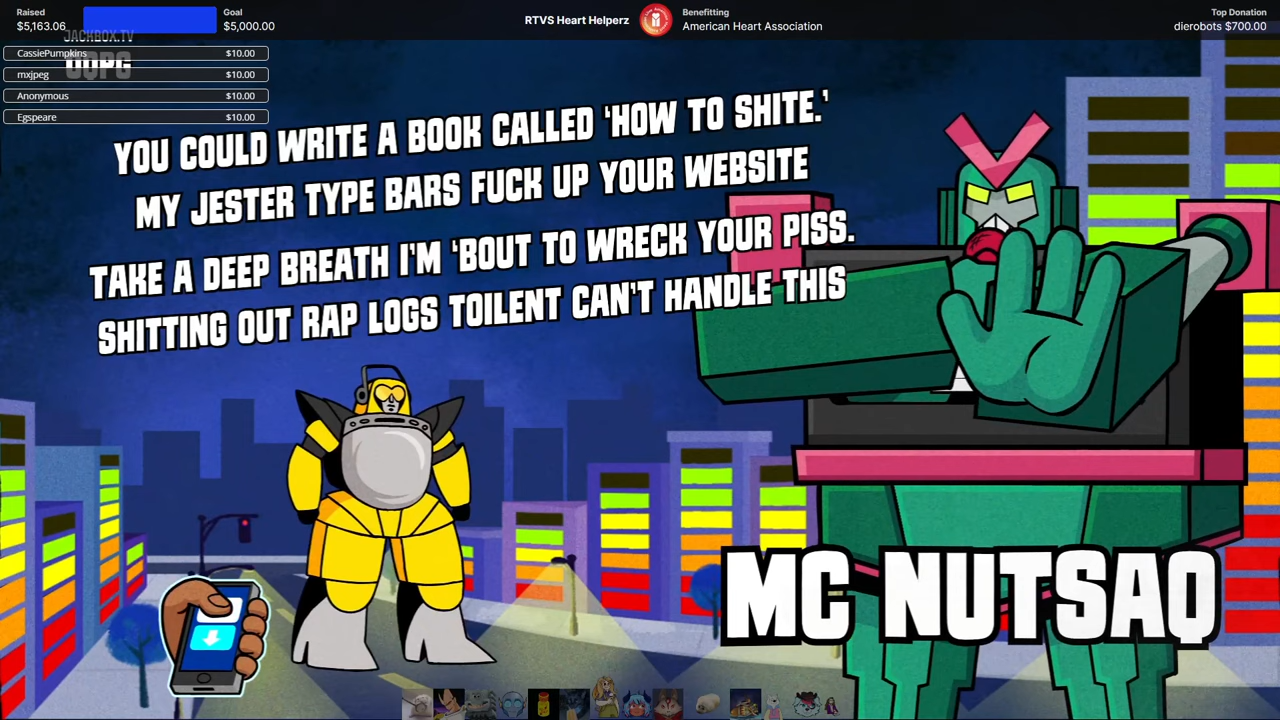 Raised
$5,163.06
Goal
$5,000.00
RTVS Heart Helperz
Benefitting
American Heart Association
Top Donation
dierobots $700.00
JACKBOX.TV
CassiePumpkins $10.00
mxjpeg $10.00
Anonymous $10.00
Egspeare $10.00
YOU COULD WRITE A BOOK CALLED 'HOW TO SHITE.'
MY JESTER TYPE BARS FUCK UP YOUR WEBSITE
TAKE A DEEP BREATH I'M 'BOUT TO WRECK YOUR PISS.
SHITTING OUT RAP LOGS TOILENT CAN'T HANDLE THIS
MC NUTSAQ